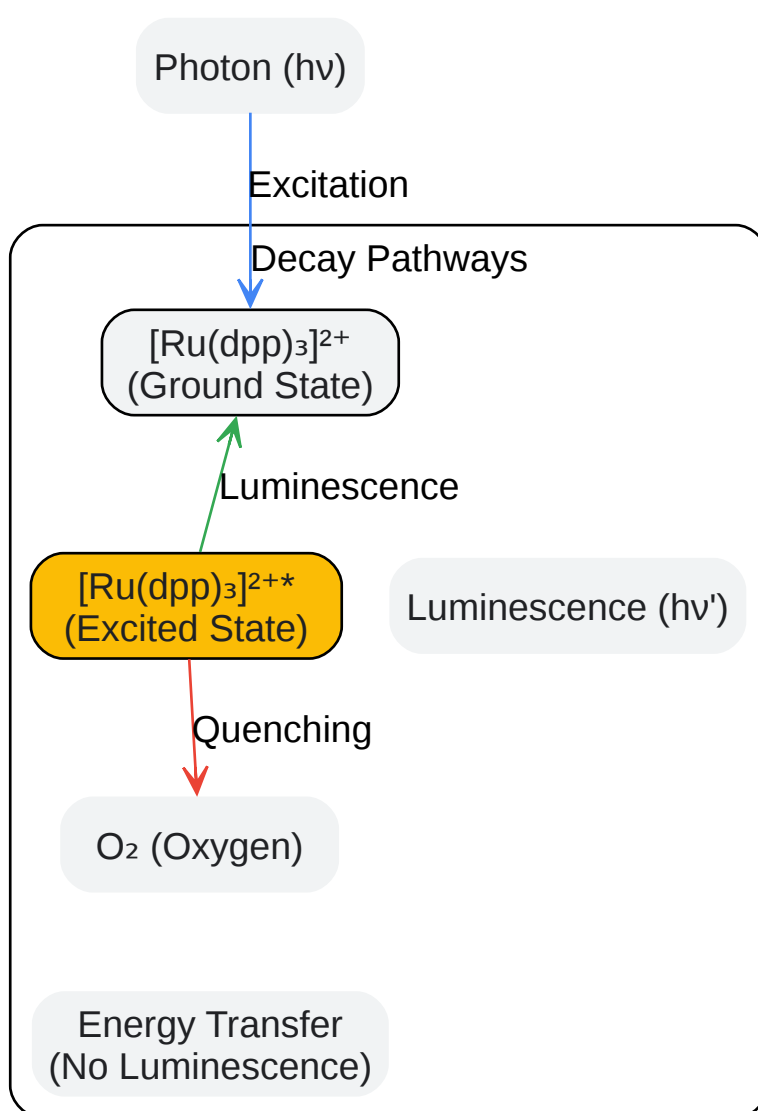 Photon (hν)
Excitation
Decay Pathways
[Ru(dpp)₃]²⁺
(Ground State)
Luminescence
[Ru(dpp)₃]²⁺*
(Excited State)
Luminescence (hν')
Quenching
O₂ (Oxygen)
Energy Transfer
(No Luminescence)